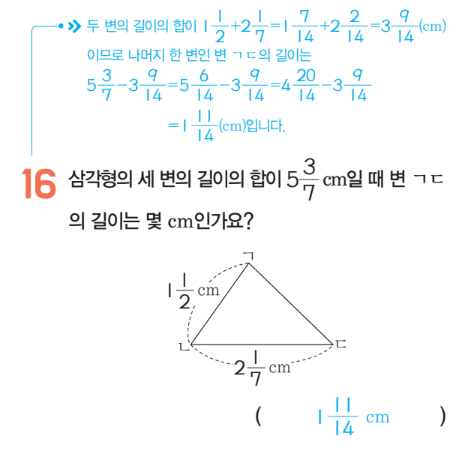 두 변의 길이의 합이 1 1/2+2 1/7=1 7/14+2 2/14=3 9/14(cm)
이므로 나머지 한 변인 변 ㄱㄷ의 길이는
5 3/7-3 9/14=5 6/14-3 9/14=4 20/14-3 9/14
=1 11/14(cm)입니다.
16 삼각형의 세 변의 길이의 합이 5 3/7 cm일 때 변 ㄱㄷ
의 길이는 몇 cm인가요?
ㄱ
1 1/2 cm
ㄴ ㄷ
2 1/7 cm
( 1 11/14 cm )